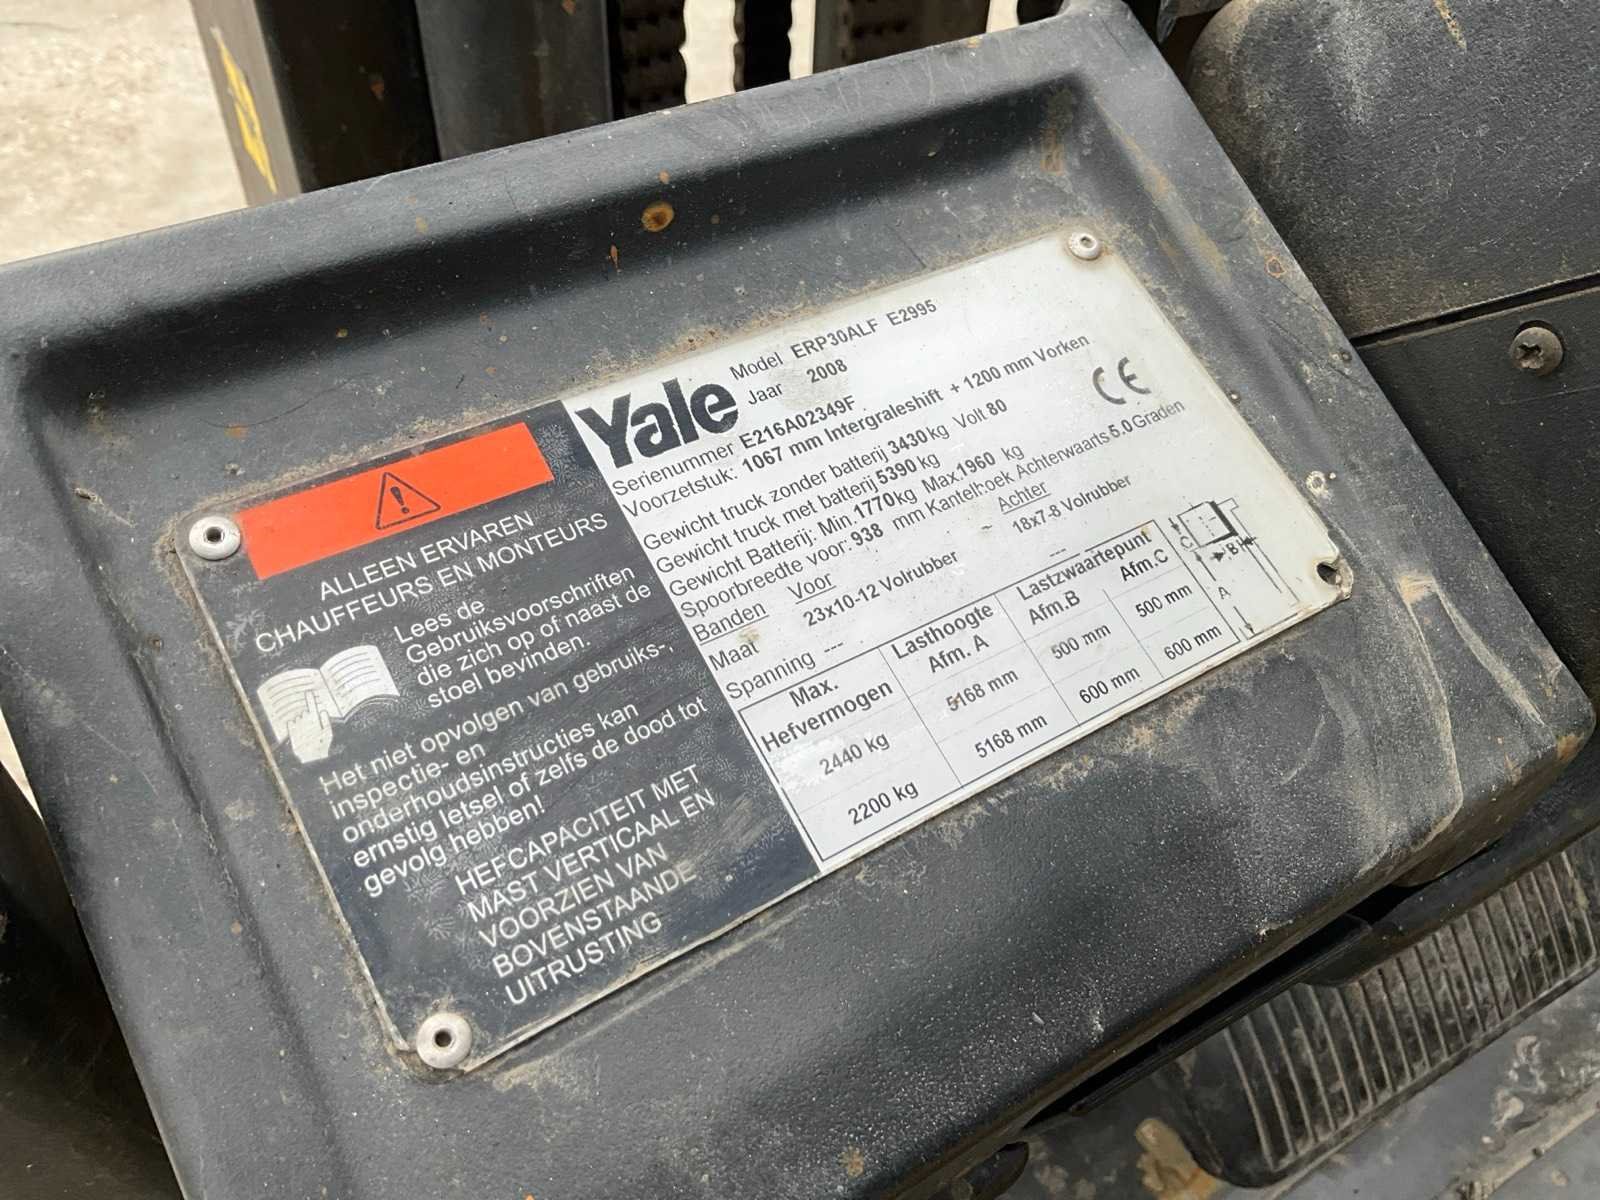 ALLEEN ERVAREN
CHAUFFEURS EN MONTEURS
Lees de
Gebruiksvoorschriften
die zich op of naast de
stoel bevinden.
Het niet opvolgen van gebruiks-,
inspectie- en
onderhoudsinstructies kan
ernstig letsel of zelfs de dood tot
gevolg hebben!
HEFCAPACITEIT MET
MAST VERTICAAL EN
VOORZIEN VAN
BOVENSTAANDE
UITRUSTING
Yale
Model ERP30ALF E2995
Jaar 2008
Serienummer E216A02349F
Voorzetstuk: 1067 mm Intergraleshift + 1200 mm Vorken
Gewicht truck zonder batterij 3430 kg Volt 80
Gewicht truck met batterij 5390 kg
Gewicht Batterij: Min. 1770 kg Max. 1960 kg
Spoorbreedte voor: 938 mm Kantelhoek Achterwaarts 5.0 Graden
Banden Voor Achter
Maat 23x10-12 Volrubber 18x7-8 Volrubber
Spanning --- ---
CE
Max. Hefvermogen Lasthoogte Afm. A Lastzwaartepunt Afm.B Afm.C
2440 kg 5168 mm 500 mm 500 mm
2200 kg 5168 mm 600 mm 600 mm
C
B
A